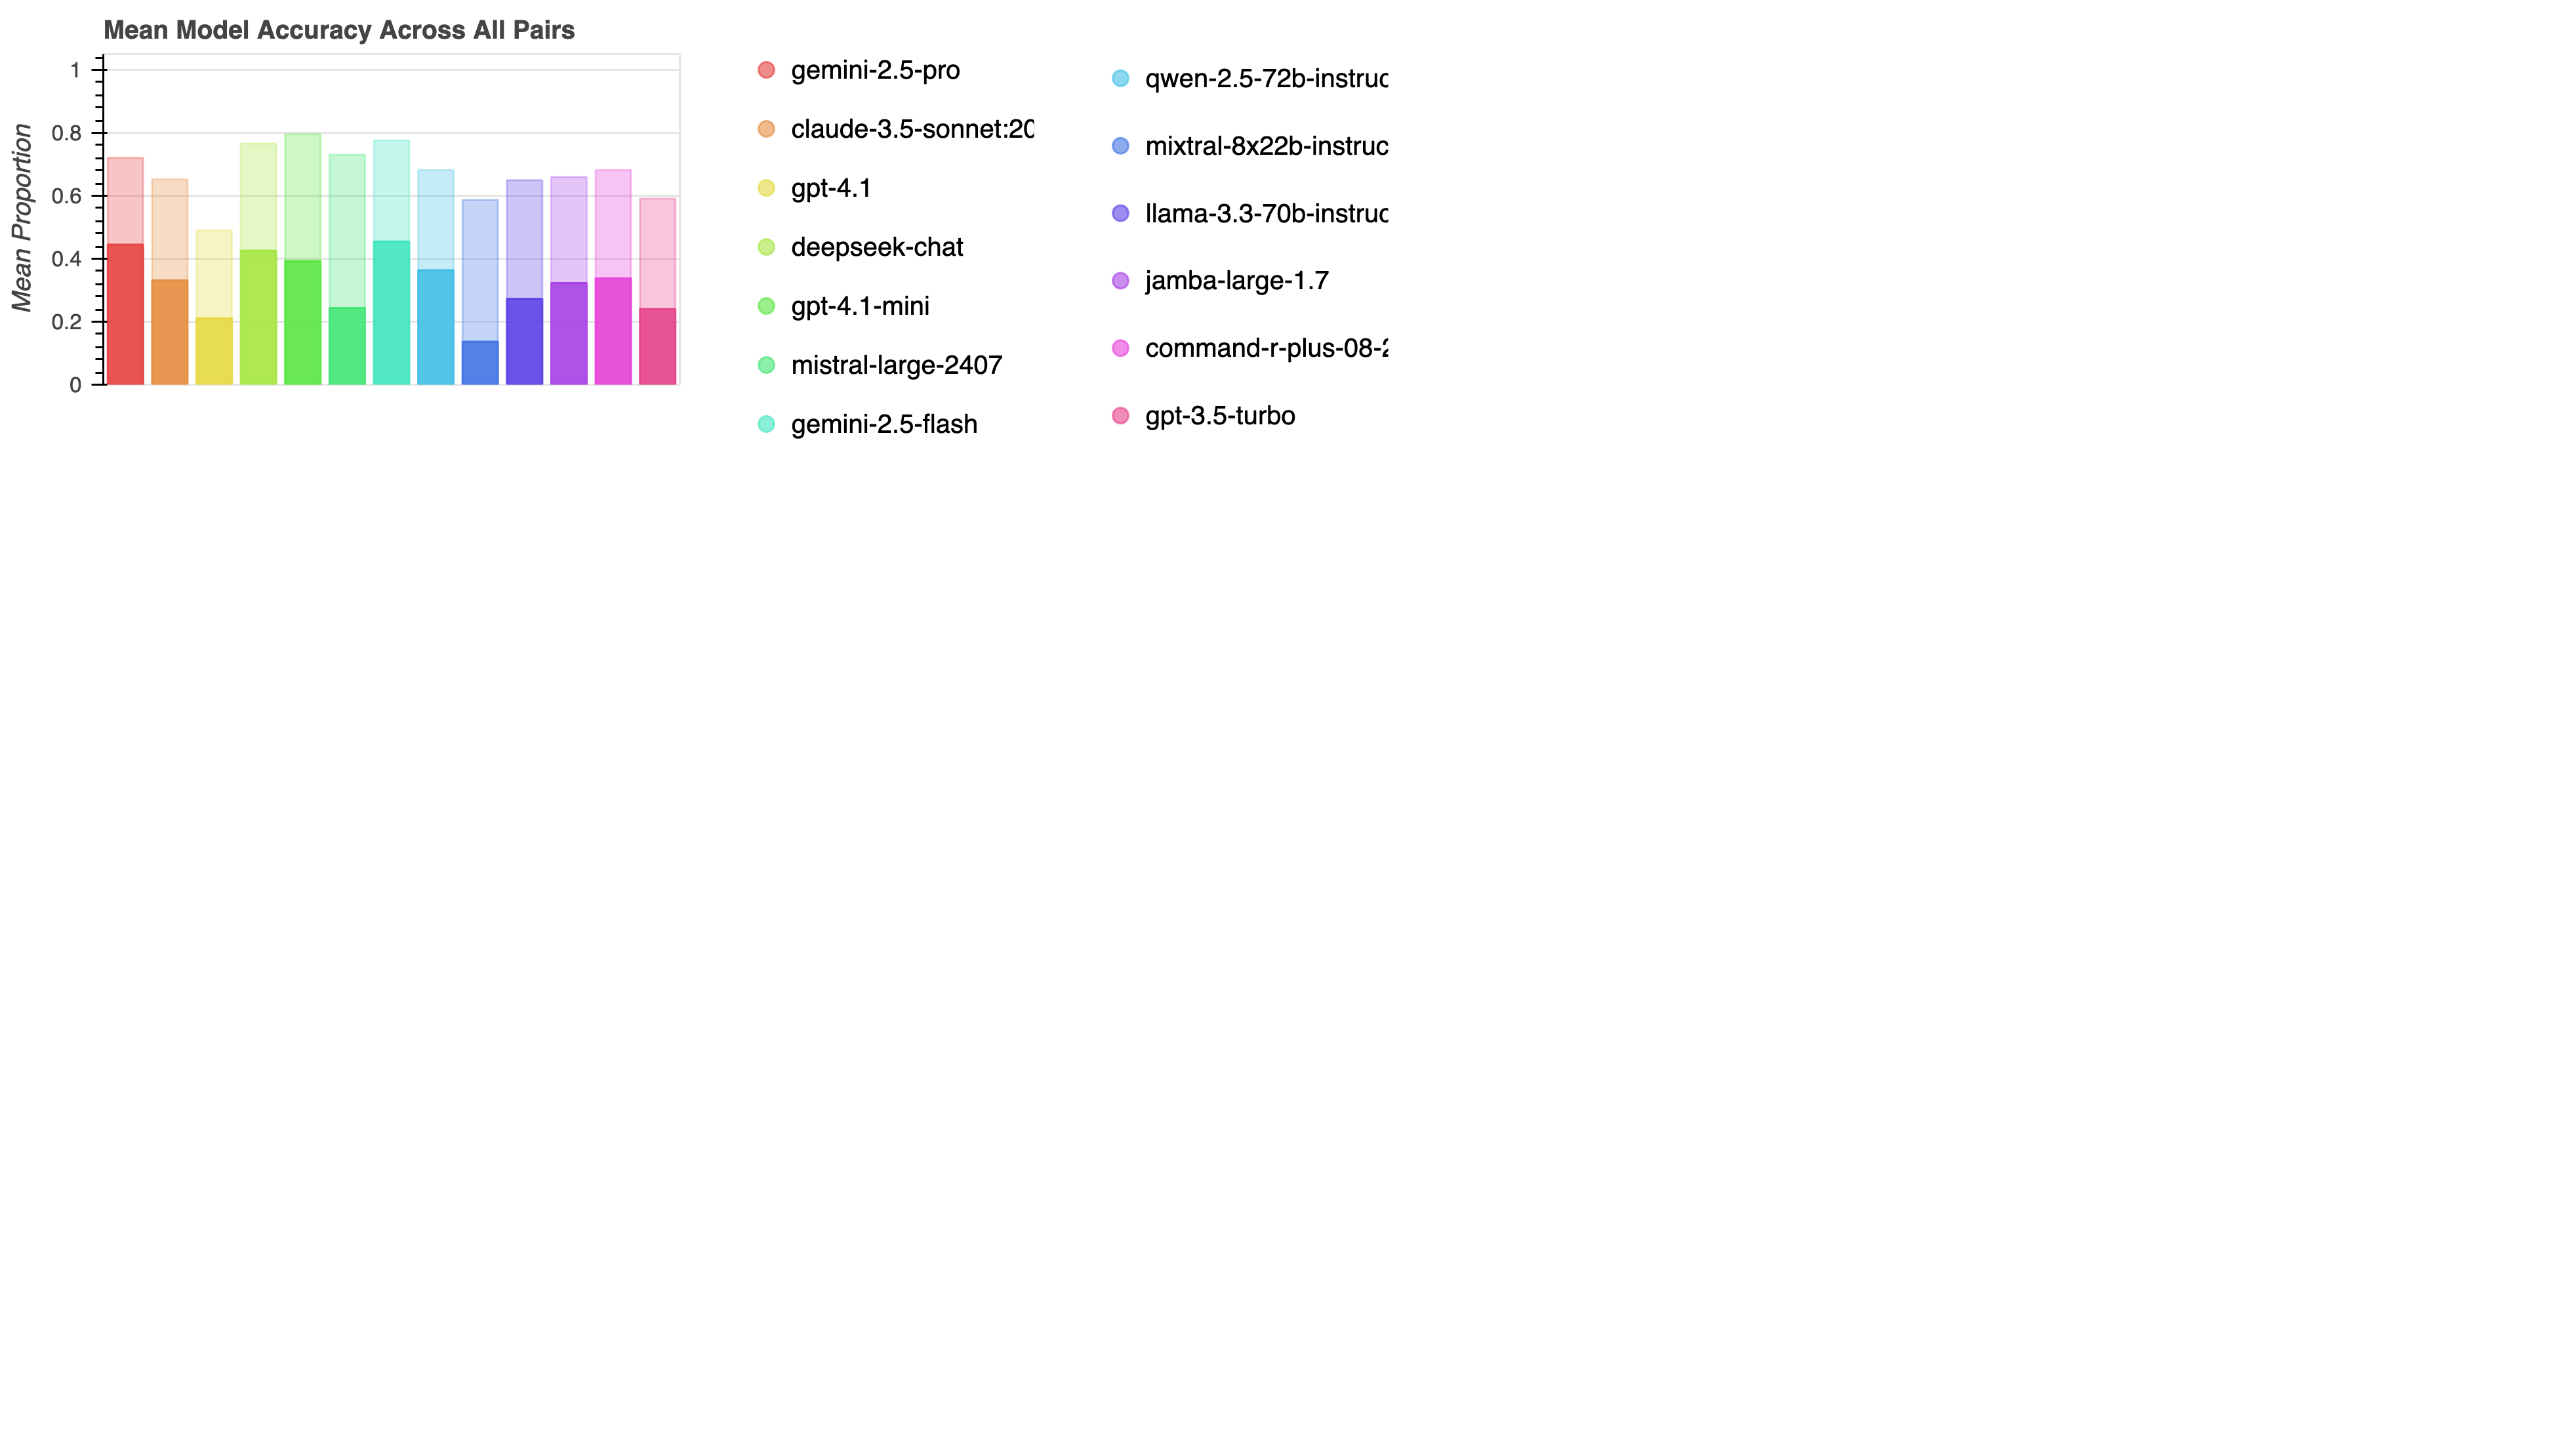 Mean Model Accuracy Across All Pairs
Mean Proportion
1
0.8
0.6
0.4
0.2
0
gemini-2.5-pro
claude-3.5-sonnet:20
gpt-4.1
deepseek-chat
gpt-4.1-mini
mistral-large-2407
gemini-2.5-flash
qwen-2.5-72b-instruc
mixtral-8x22b-instruc
llama-3.3-70b-instruc
jamba-large-1.7
command-r-plus-08-2
gpt-3.5-turbo